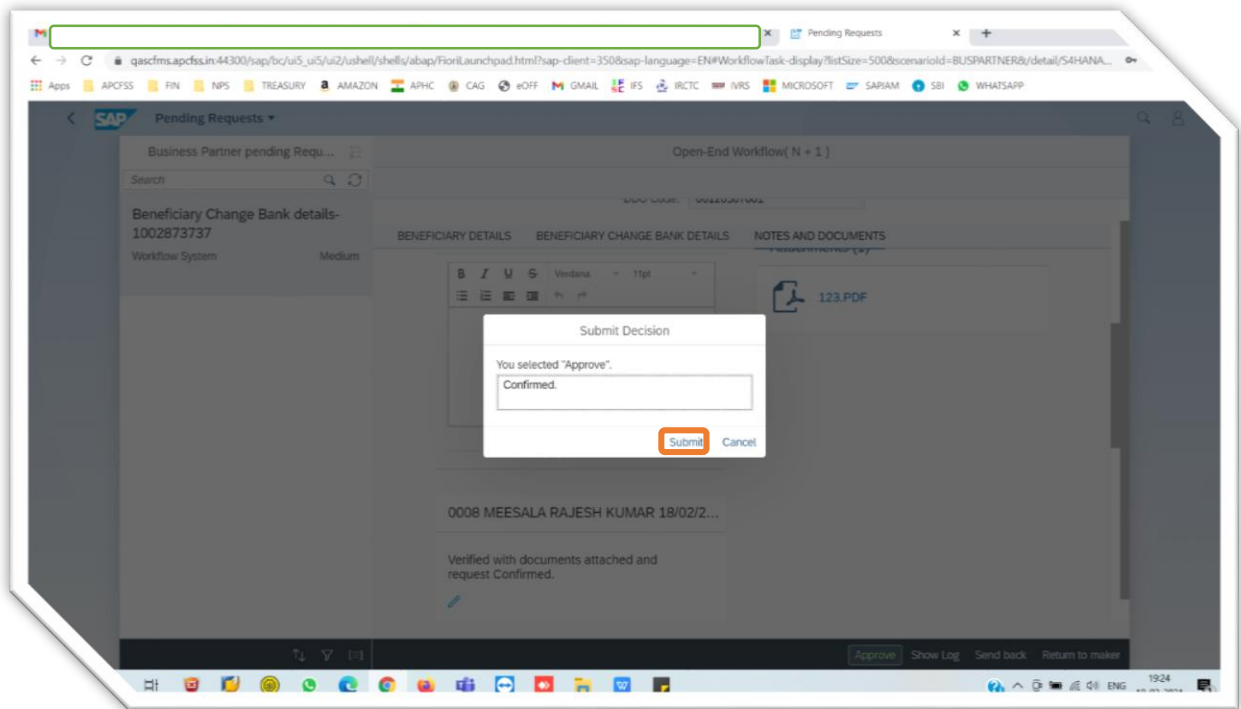 Pending Requests
qascfms.apcfss.in:44300/sap/bc/ui5_ui5/ui2/ushell/shells/abap/FioriLaunchpad.html?sap-client=350&sap-language=EN#WorkflowTask-display?listSize=500&scenarioId=BUSPARTNER&/detail/S4HANA...
Apps APCFSS FIN NPS TREASURY AMAZON APHC CAG eOFF GMAIL IFS IRCTC IVRS MICROSOFT SAPIAM SBI WHATSAPP
SAP Pending Requests
Business Partner pending Requ...
Open-End Workflow( N + 1 )
Search
Beneficiary Change Bank details-
1002873737
Workflow System Medium
DDO Code:
BENEFICIARY DETAILS BENEFICIARY CHANGE BANK DETAILS NOTES AND DOCUMENTS
Attachments (1)
B I U S Verdana 11pt
123.PDF
Submit Decision
You selected "Approve".
Confirmed.
Submit Cancel
0008 MEESALA RAJESH KUMAR 18/02/2...
Verified with documents attached and
request Confirmed.
Approve Show Log Send back Return to maker
ENG 19:24